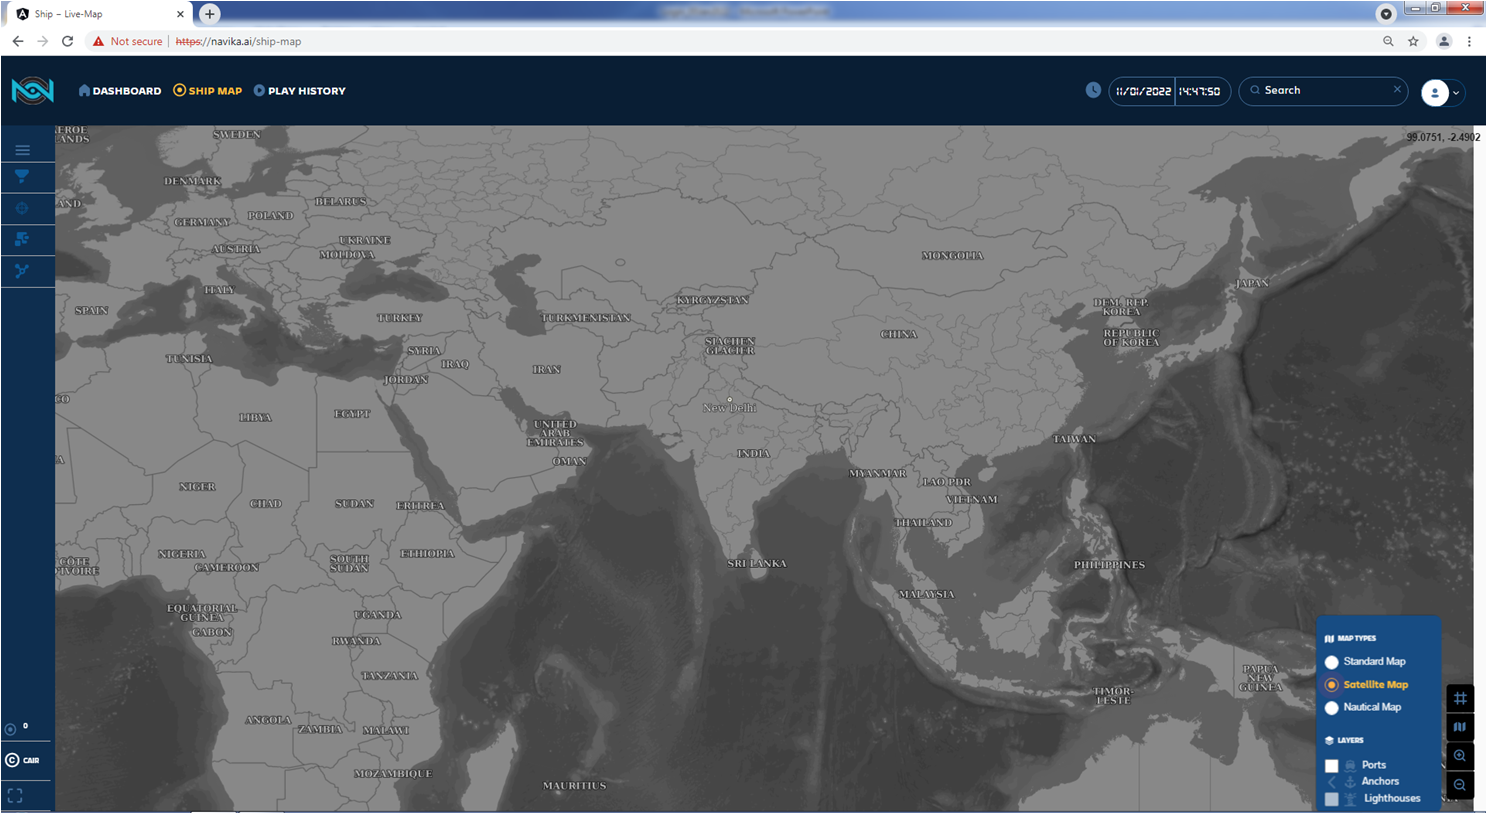 Ship – Live-Map
Not secure
https://navika.ai/ship-map
DASHBOARD
SHIP MAP
PLAY HISTORY
11/01/2022
14:47:50
Search
99.0751, -2.4902
SWEDEN
DENMARK
BELARUS
POLAND
GERMANY
UKRAINE
AUSTRIA
MOLDOVA
MONGOLIA
JAPAN
ITALY
KYRGYZSTAN
DEM. REP.
KOREA
SPAIN
TURKEY
TURKMENISTAN
CHINA
REPUBLIC
OF KOREA
SIACHEN
GLACIER
TUNISIA
SYRIA
IRAQ
IRAN
JORDAN
New Delhi
LIBYA
EGYPT
UNITED
ARAB
EMIRATES
TAIWAN
INDIA
OMAN
MYANMAR
LAO PDR
NIGER
VIETNAM
CHAD
SUDAN
ERITREA
THAILAND
NIGERIA
ETHIOPIA
CÔTE
D'IVOIRE
CAMEROON
SOUTH
SUDAN
SRI LANKA
PHILIPPINES
MALAYSIA
EQUATORIAL
GUINEA
UGANDA
GABON
RWANDA
TANZANIA
PAPUA
NEW
GUINEA
TIMOR-
LESTE
ANGOLA
ZAMBIA
MALAWI
MOZAMBIQUE
MAURITIUS
0
© CAIR
MAP TYPES
Standard Map
Satellite Map
Nautical Map
LAYERS
Ports
Anchors
Lighthouses